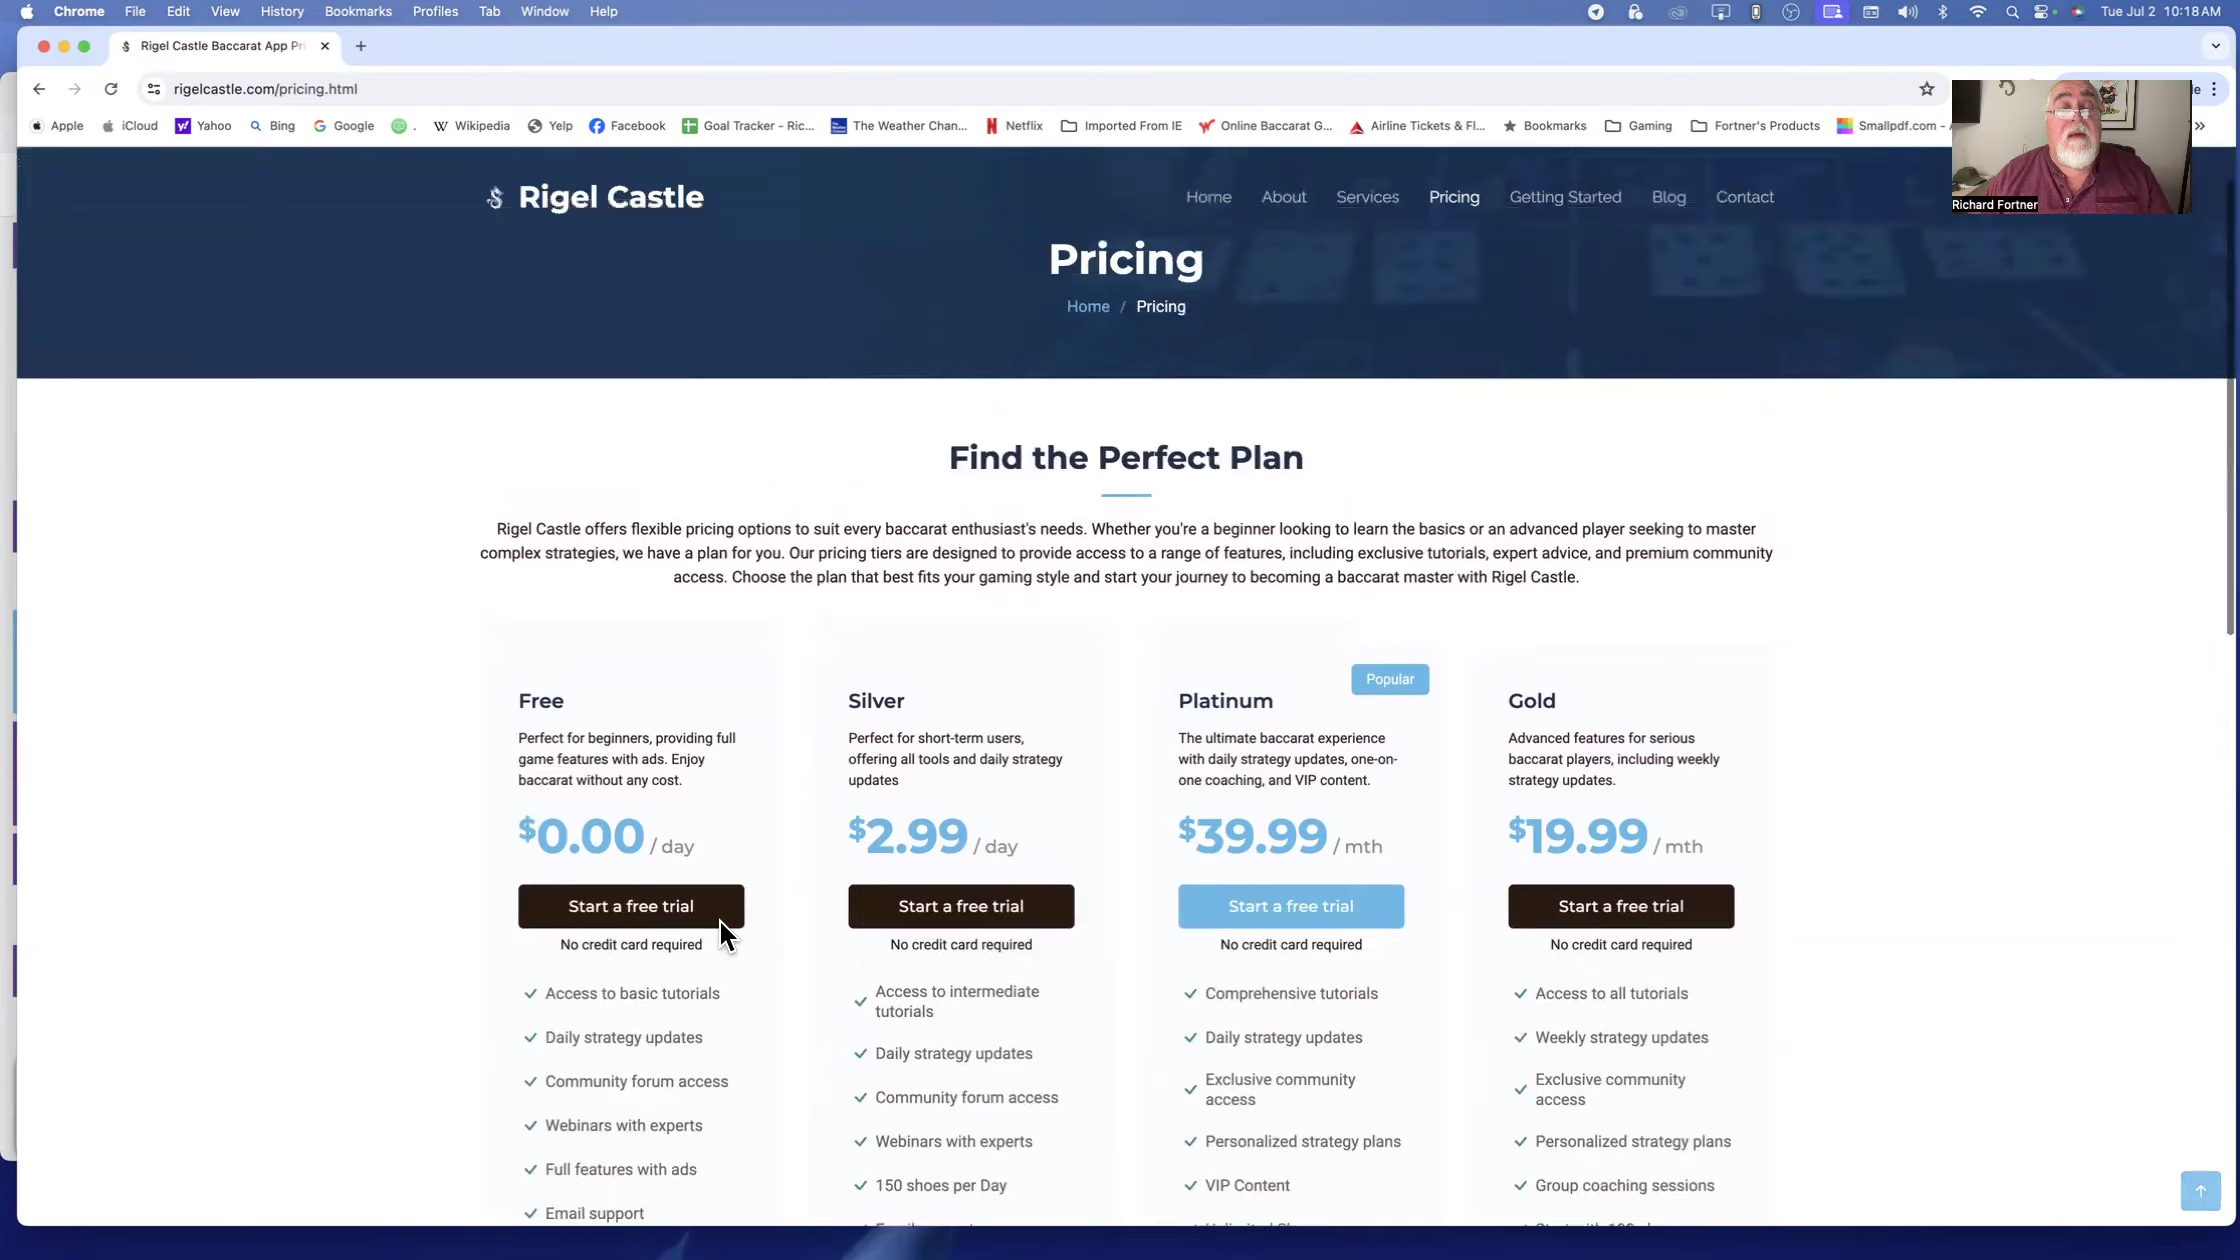 Chrome File Edit View History Bookmarks Profiles Tab Window Help
Tue Jul 2 10:18 AM
Rigel Castle Baccarat App Pri
rigelcastle.com/pricing.html
Apple iCloud Yahoo Bing Google . Wikipedia Yelp Facebook Goal Tracker - Ric... The Weather Chan... Netflix Imported From IE Online Baccarat G... Airline Tickets & Fl... Bookmarks Gaming Fortner's Products Smallpdf.com -
Richard Fortner
Rigel Castle
Home About Services Pricing Getting Started Blog Contact
Pricing
Home / Pricing
Find the Perfect Plan
Rigel Castle offers flexible pricing options to suit every baccarat enthusiast's needs. Whether you're a beginner looking to learn the basics or an advanced player seeking to master
complex strategies, we have a plan for you. Our pricing tiers are designed to provide access to a range of features, including exclusive tutorials, expert advice, and premium community
access. Choose the plan that best fits your gaming style and start your journey to becoming a baccarat master with Rigel Castle.
Free
Perfect for beginners, providing full
game features with ads. Enjoy
baccarat without any cost.
$0.00 / day
Start a free trial
No credit card required
Access to basic tutorials
Daily strategy updates
Community forum access
Webinars with experts
Full features with ads
Email support
Silver
Perfect for short-term users,
offering all tools and daily strategy
updates
$2.99 / day
Start a free trial
No credit card required
Access to intermediate
tutorials
Daily strategy updates
Community forum access
Webinars with experts
150 shoes per Day
Popular
Platinum
The ultimate baccarat experience
with daily strategy updates, one-on-
one coaching, and VIP content.
$39.99 / mth
Start a free trial
No credit card required
Comprehensive tutorials
Daily strategy updates
Exclusive community
access
Personalized strategy plans
VIP Content
Gold
Advanced features for serious
baccarat players, including weekly
strategy updates.
$19.99 / mth
Start a free trial
No credit card required
Access to all tutorials
Weekly strategy updates
Exclusive community
access
Personalized strategy plans
Group coaching sessions